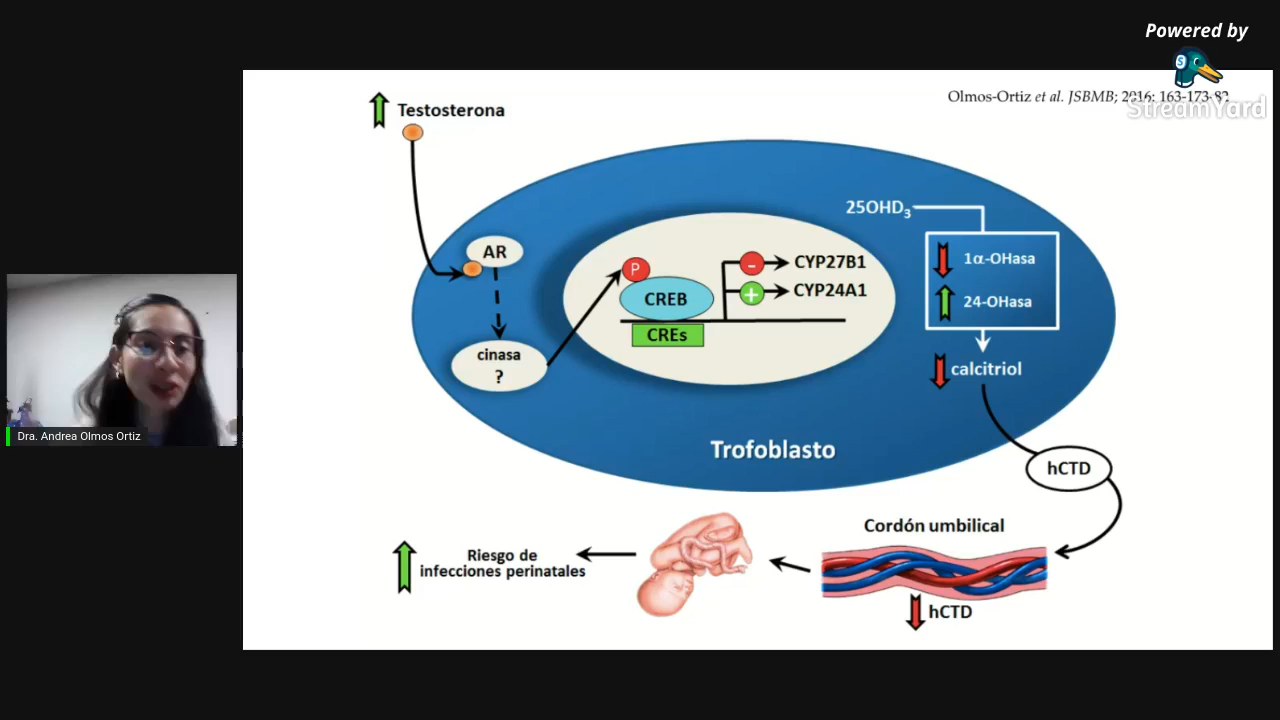 Powered by
StreamYard
Olmos-Ortiz et al. JSBMB; 2016: 163-173-82
Testosterona
25OHD3
AR
P
-
CYP27B1
1α-OHasa
+
CYP24A1
CREB
24-OHasa
CREs
cinasa
?
calcitriol
Dra. Andrea Olmos Ortiz
Trofoblasto
hCTD
Cordón umbilical
Riesgo de
infecciones perinatales
hCTD